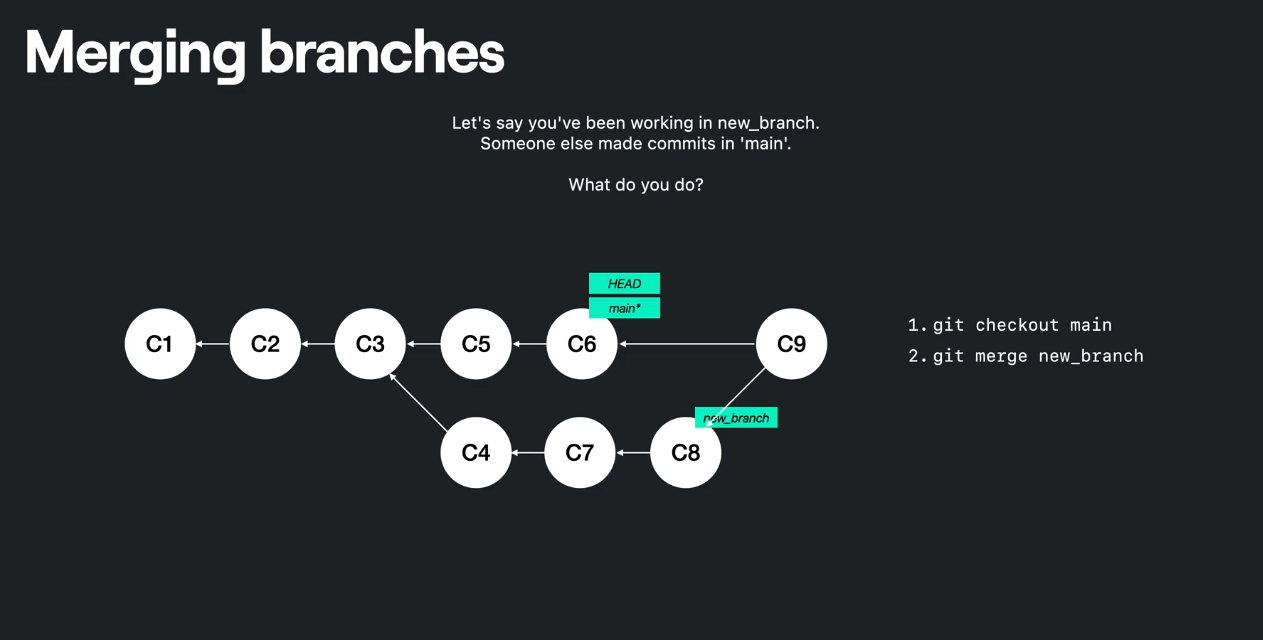 Merging branches
Let's say you've been working in new_branch.
Someone else made commits in 'main'.
What do you do?
HEAD
main*
C1
C2
C3
C5
C6
C9
1. git checkout main
2. git merge new_branch
new_branch
C4
C7
C8